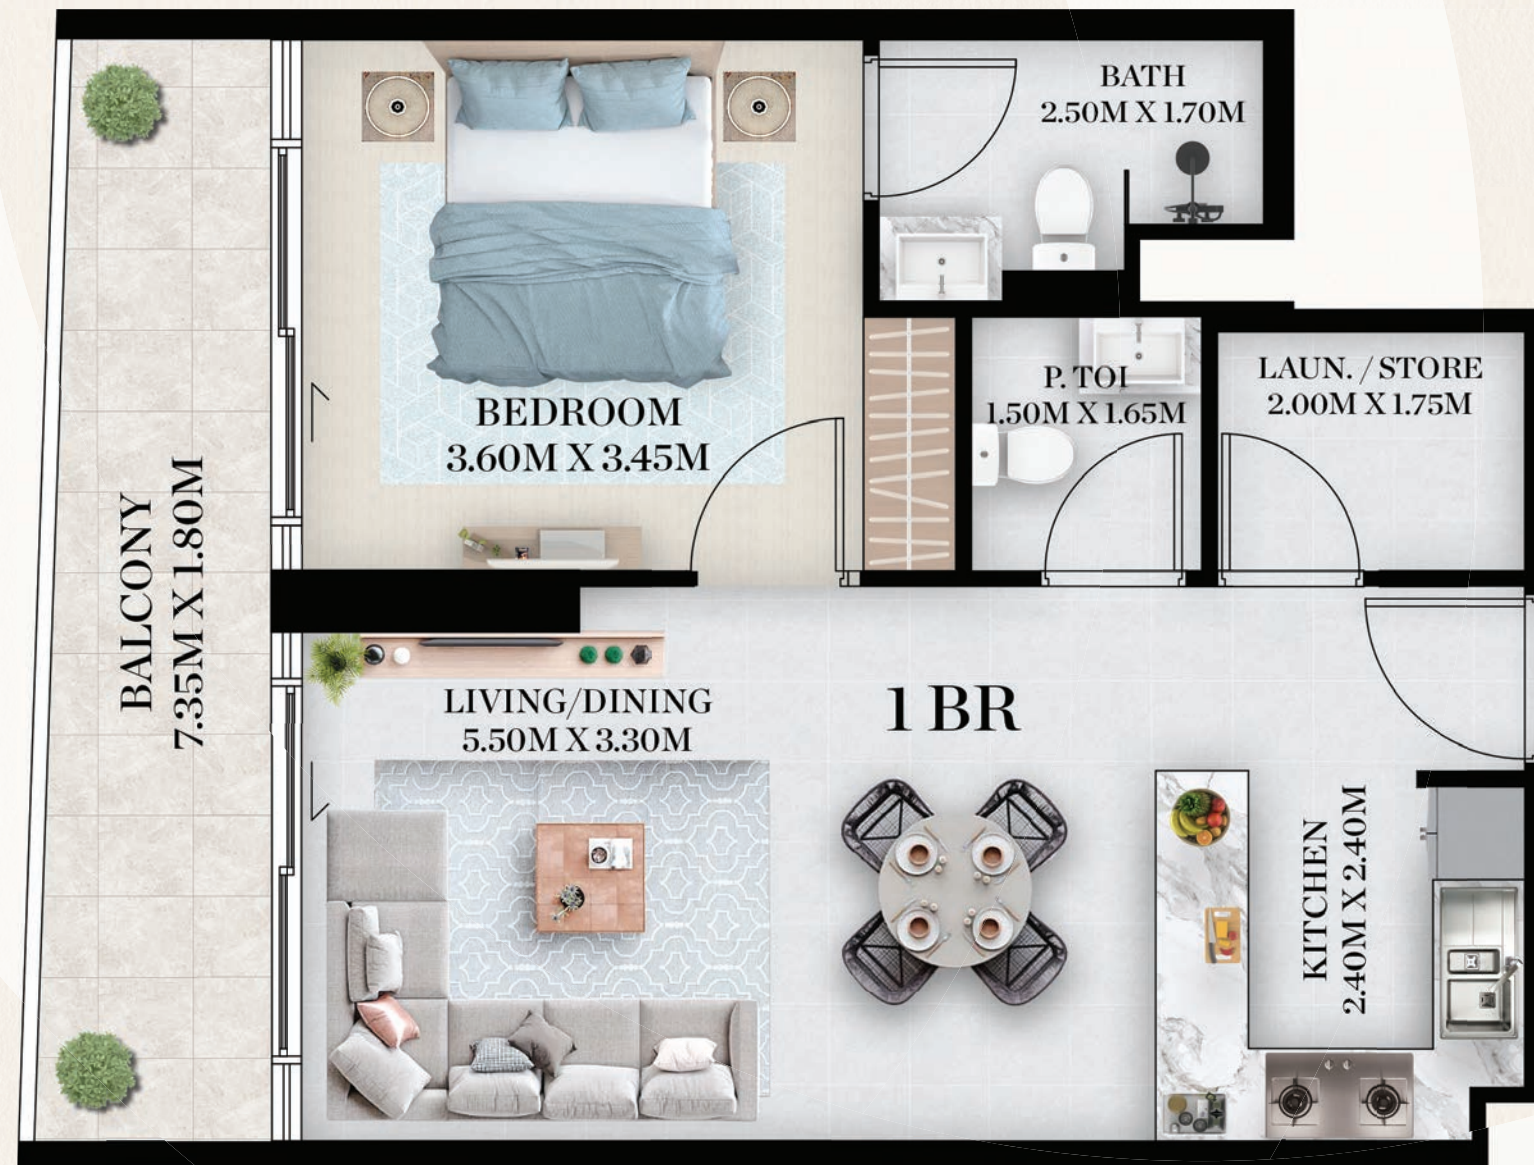 BATH
2.50M X 1.70M
BEDROOM
3.60M X 3.45M
P. TOI
1.50M X 1.65M
LAUN. / STORE
2.00M X 1.75M
BALCONY
7.35M X 1.80M
LIVING/DINING
5.50M X 3.30M
1 BR
KITCHEN
2.40M X 2.40M